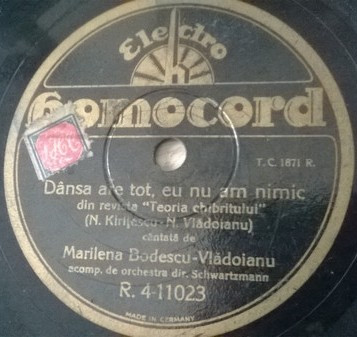 Electro
Homocord
T.C. 1671 R.
Dânsa are tot, eu nu am nimic
din revista "Teoria chibritului"
(N. Kirițescu-N. Vlădoianu)
cântată de
Marilena Bodescu-Vlădoianu
acomp. de orchestra dir. Schwartzmann
R. 4-11023
MADE IN GERMANY